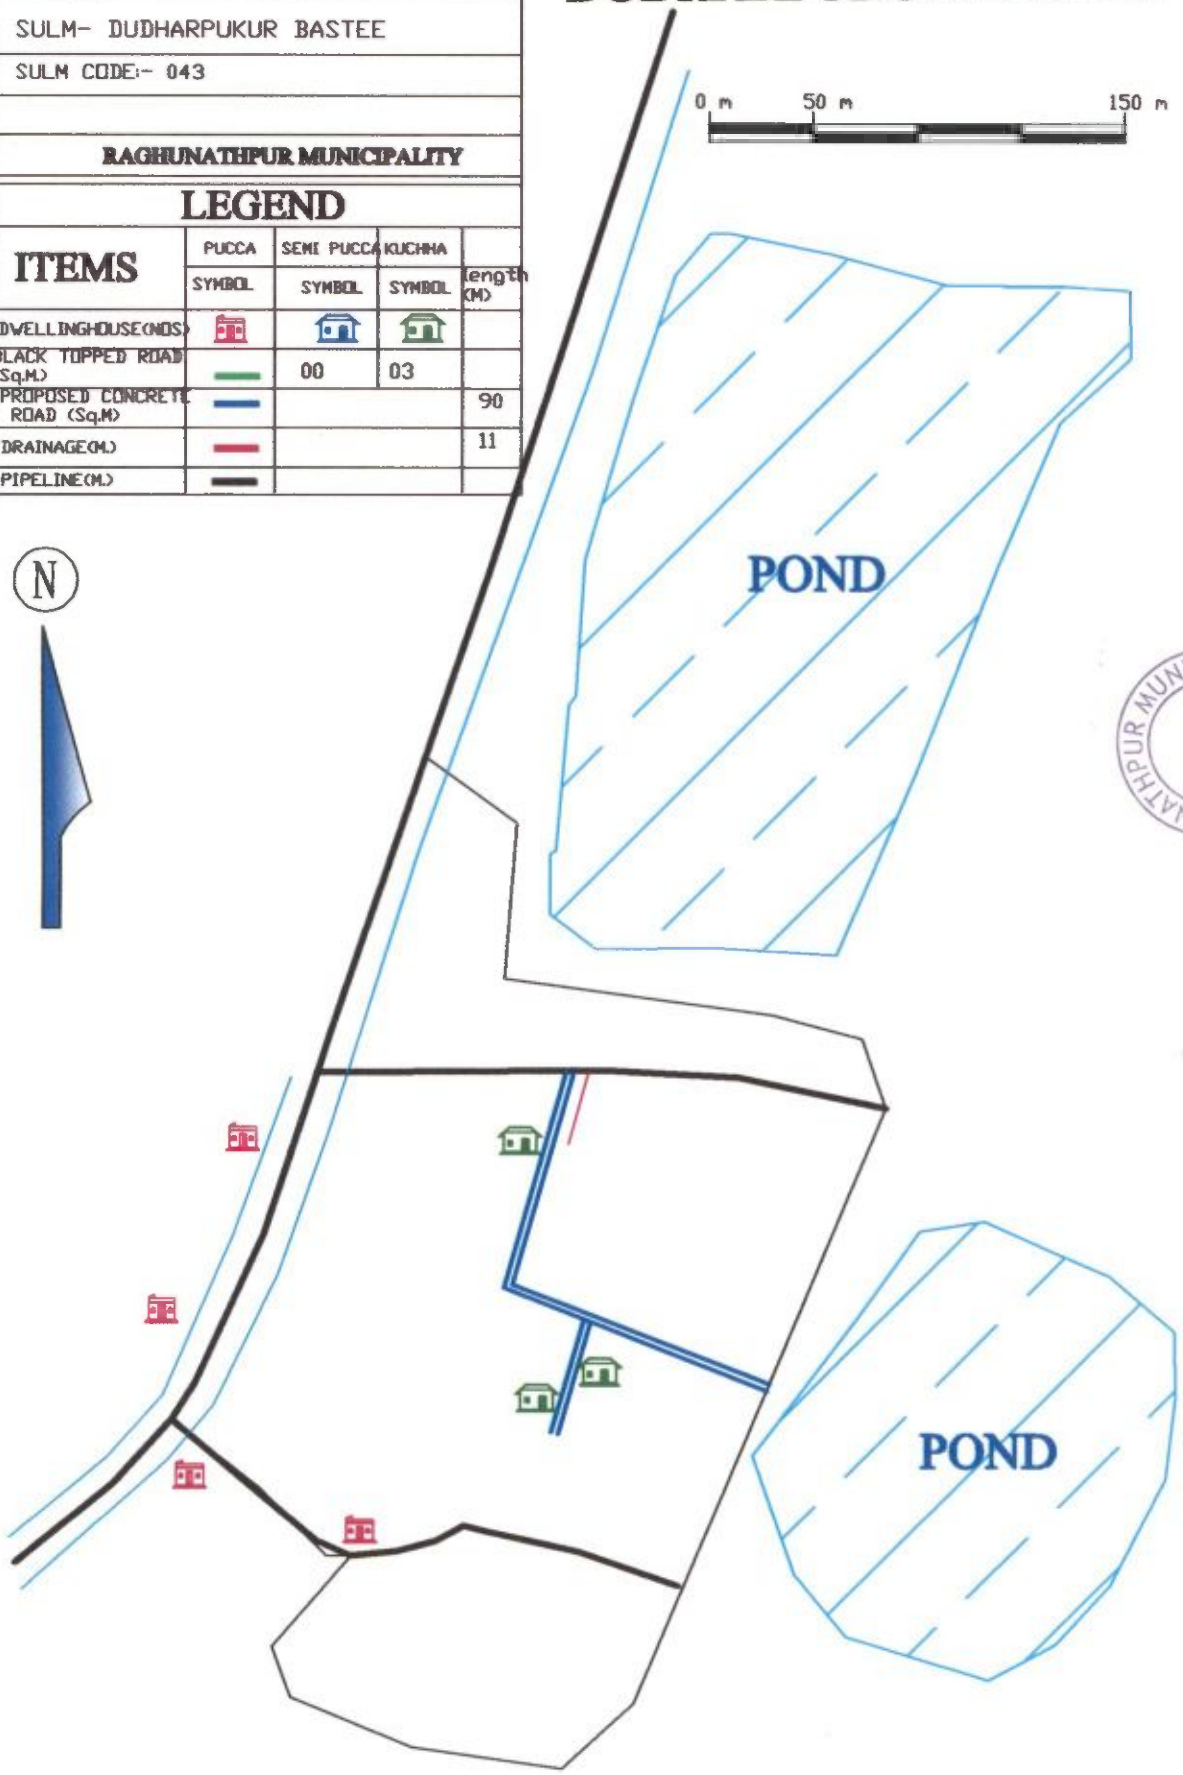 SULM- DUDHARPUKUR BASTEE
SULM CODE:- 043
RAGHUNATHPUR MUNICIPALITY
LEGEND
ITEMS
PUCCA SEMI PUCCA KUCHHA
SYMBOL SYMBOL SYMBOL
length
(M)
DWELLINGHOUSE(NOS)
BLACK TOPPED ROAD
Sq.M.)
00 03
PROPOSED CONCRETE
ROAD (Sq.M)
90
DRAINAGE(M.)
11
PIPELINE(M.)
0 m 50 m 150 m
N
POND
POND
NATHPUR MUN